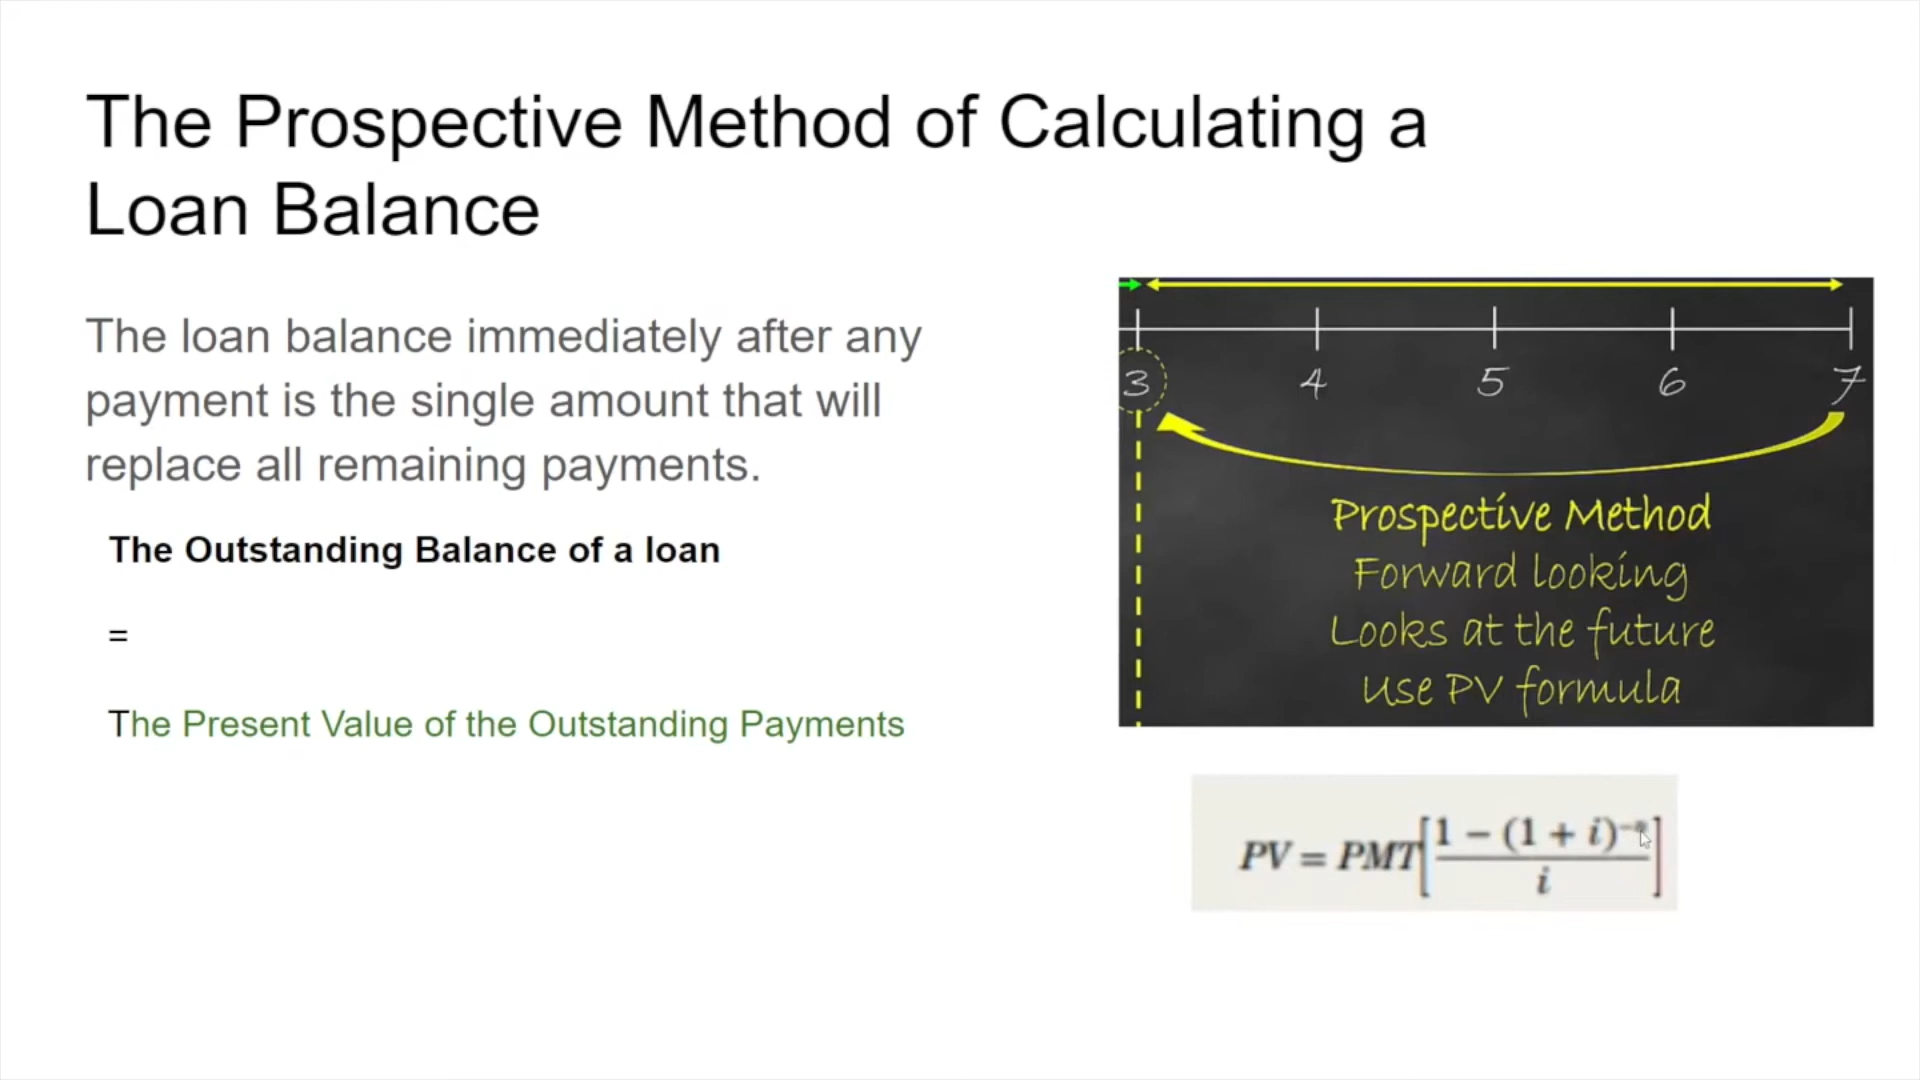 The Prospective Method of Calculating a
Loan Balance
The loan balance immediately after any
payment is the single amount that will
replace all remaining payments.
The Outstanding Balance of a loan
=
The Present Value of the Outstanding Payments
3 4 5 6 7
Prospective Method
Forward looking
Looks at the future
Use PV formula
PV = PMT[(1 − (1 + i)⁻ⁿ)/i]